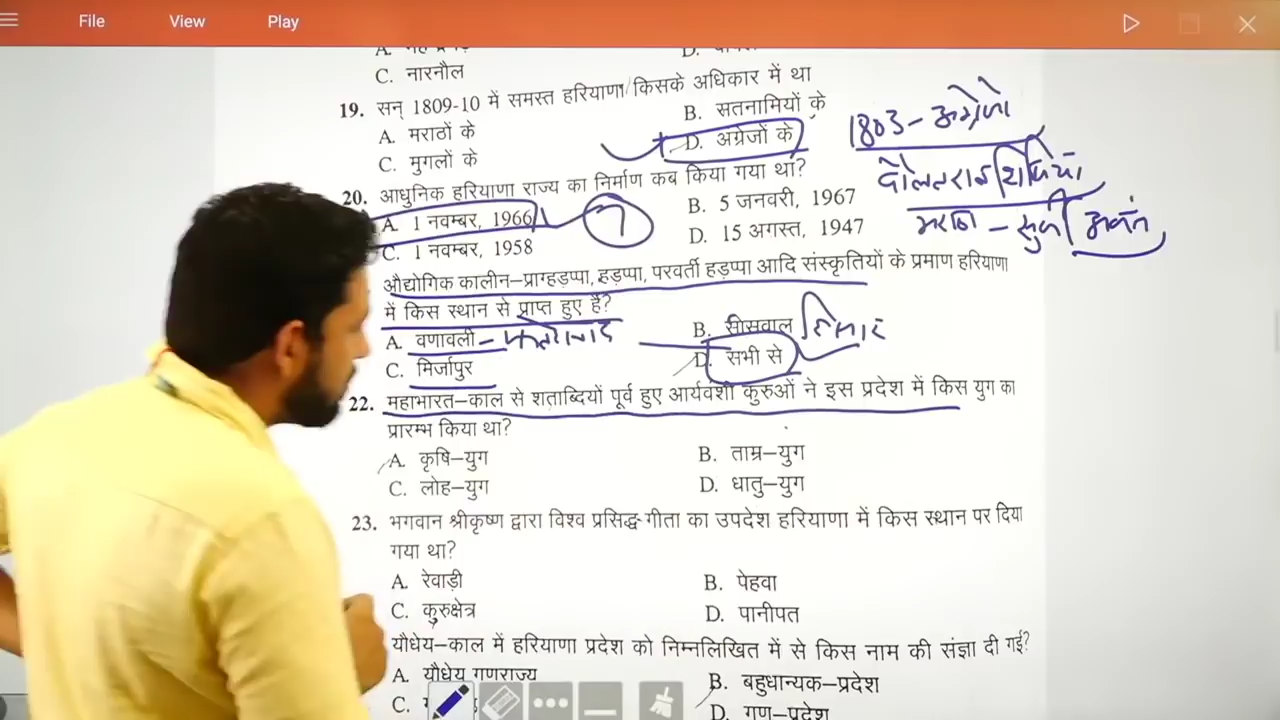 File View Play
C. नारनौल
19. सन् 1809-10 में समस्त हरियाणा किसके अधिकार में था
A. मराठों के B. सतनामियों के
C. मुगलों के D. अंग्रेजों के
1803 - अंग्रेजो
दौलतराव सिंधिया
मराठा - सुर्जी
20. आधुनिक हरियाणा राज्य का निर्माण कब किया गया था?
A. 1 नवम्बर, 1966 B. 5 जनवरी, 1967
C. 1 नवम्बर, 1958 D. 15 अगस्त, 1947
7
औद्योगिक कालीन–प्राग्हड़प्पा, हड़प्पा, परवर्ती हड़प्पा आदि संस्कृतियों के प्रमाण हरियाणा
में किस स्थान से प्राप्त हुए हैं?
A. वणावली B. सीसवाल
C. मिर्जापुर D. सभी से
22. महाभारत–काल से शताब्दियों पूर्व हुए आर्यवंशी कुरुओं ने इस प्रदेश में किस युग का
प्रारम्भ किया था?
A. कृषि–युग B. ताम्र–युग
C. लोह–युग D. धातु–युग
23. भगवान श्रीकृष्ण द्वारा विश्व प्रसिद्ध गीता का उपदेश हरियाणा में किस स्थान पर दिया
गया था?
A. रेवाड़ी B. पेहवा
C. कुरुक्षेत्र D. पानीपत
यौधेय–काल में हरियाणा प्रदेश को निम्नलिखित में से किस नाम की संज्ञा दी गई?
A. यौधेय गणराज्य B. बहुधान्यक–प्रदेश
C. D. गण–प्रदेश